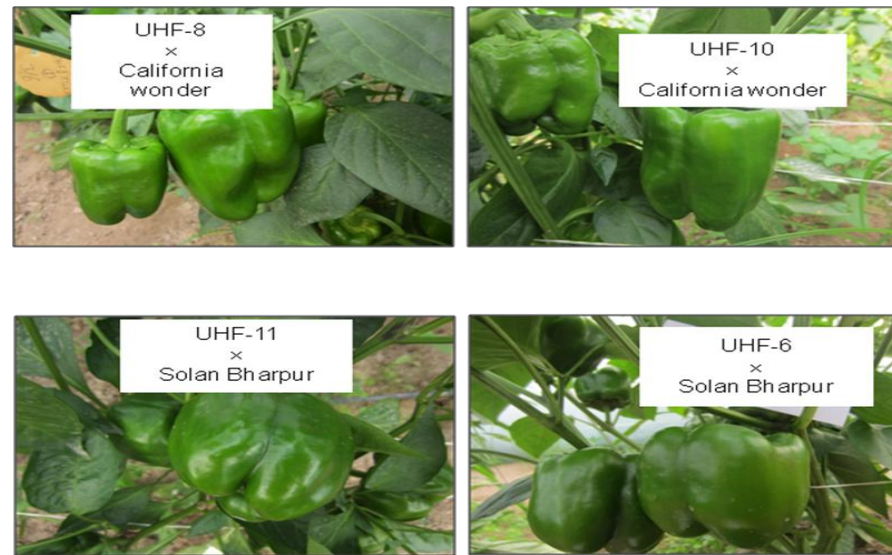 UHF-8
×
California
wonder
UHF-10
×
California wonder
UHF-11
×
Solan Bharpur
UHF-6
×
Solan Bharpur